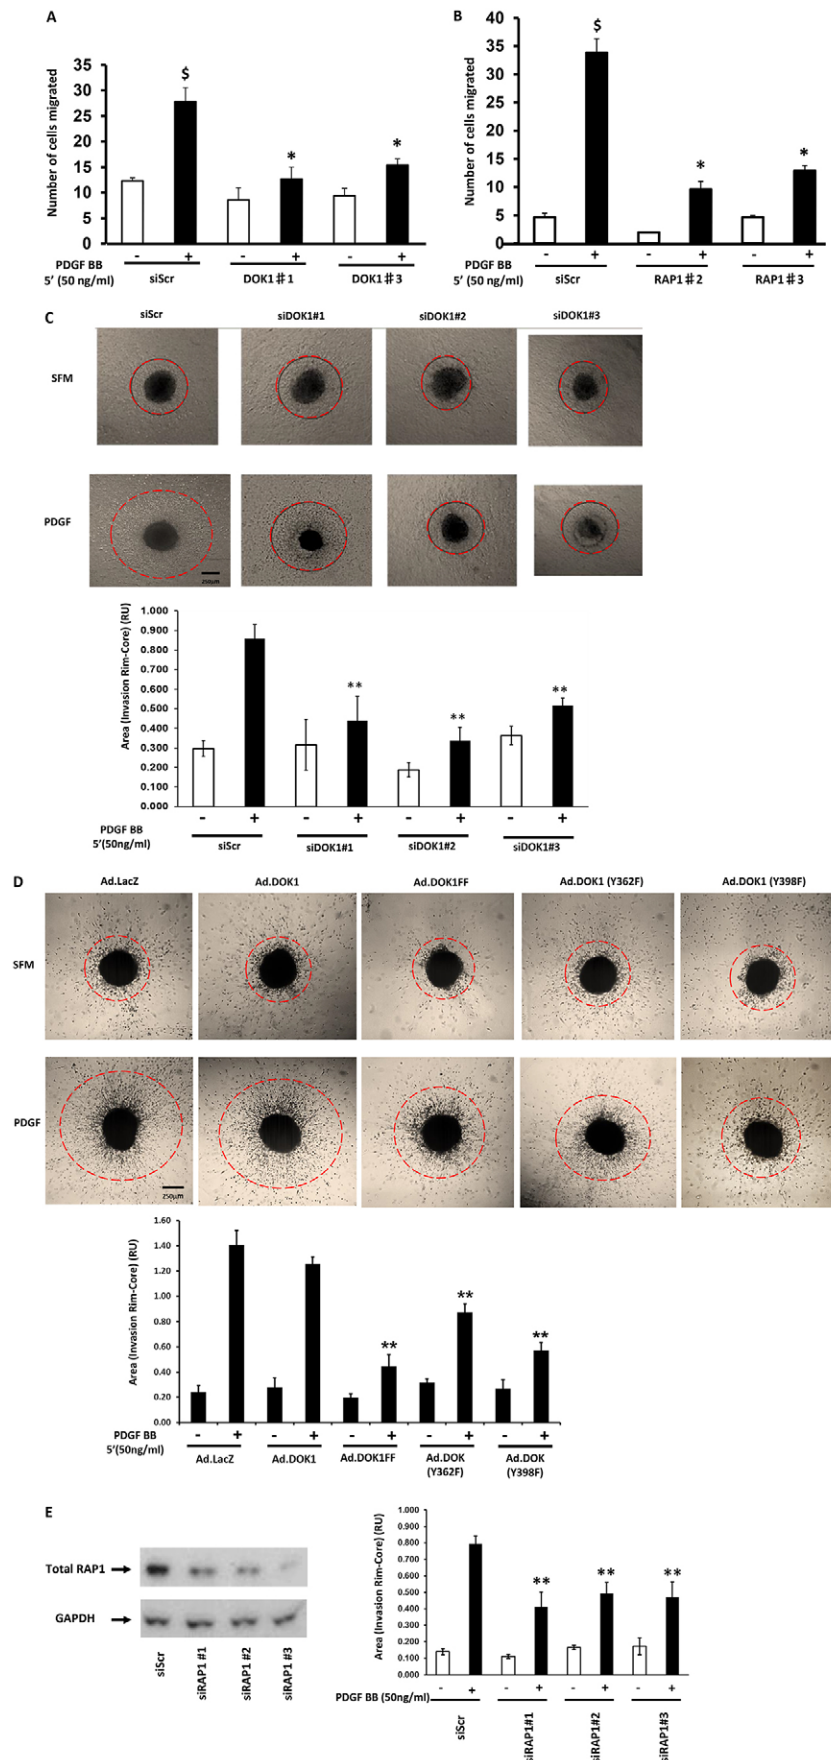 A
Number of cells migrated
35
30
25
20
15
10
5
0
$
*
*
- + - + - +
PDGF BB
5' (50 ng/ml)
siScr DOK1#1 DOK1#3
B
Number of cells migrated
40
35
30
25
20
15
10
5
0
$
*
*
- + - + - +
PDGF BB
5' (50 ng/ml)
siScr RAP1#2 RAP1#3
C
siScr siDOK1#1 siDOK1#2 siDOK1#3
SFM
PDGF
250µm
Area (Invasion Rim-Core) (RU)
1.000
0.900
0.800
0.700
0.600
0.500
0.400
0.300
0.200
0.100
0.000
** ** **
- + - + - + - +
PDGF BB
5'(50ng/ml)
siScr siDOK1#1 siDOK1#2 siDOK1#3
D
Ad.LacZ Ad.DOK1 Ad.DOK1FF Ad.DOK1 (Y362F) Ad.DOK1 (Y398F)
SFM
PDGF
250µm
Area (Invasion Rim-Core) (RU)
1.60
1.40
1.20
1.00
0.80
0.60
0.40
0.20
0.00
** ** **
- + - + - + - + - +
PDGF BB
5'(50ng/ml)
Ad.LacZ Ad.DOK1 Ad.DOK1FF Ad.DOK Ad.DOK
(Y362F) (Y398F)
E
Total RAP1
GAPDH
siScr
siRAP1 #1
siRAP1 #2
siRAP1 #3
Area (Invasion Rim-Core) (RU)
0.900
0.800
0.700
0.600
0.500
0.400
0.300
0.200
0.100
0.000
** ** **
- + - + - + - +
PDGF BB (50ng/ml)
siScr
siRAP1#1
siRAP1#2
siRAP1#3